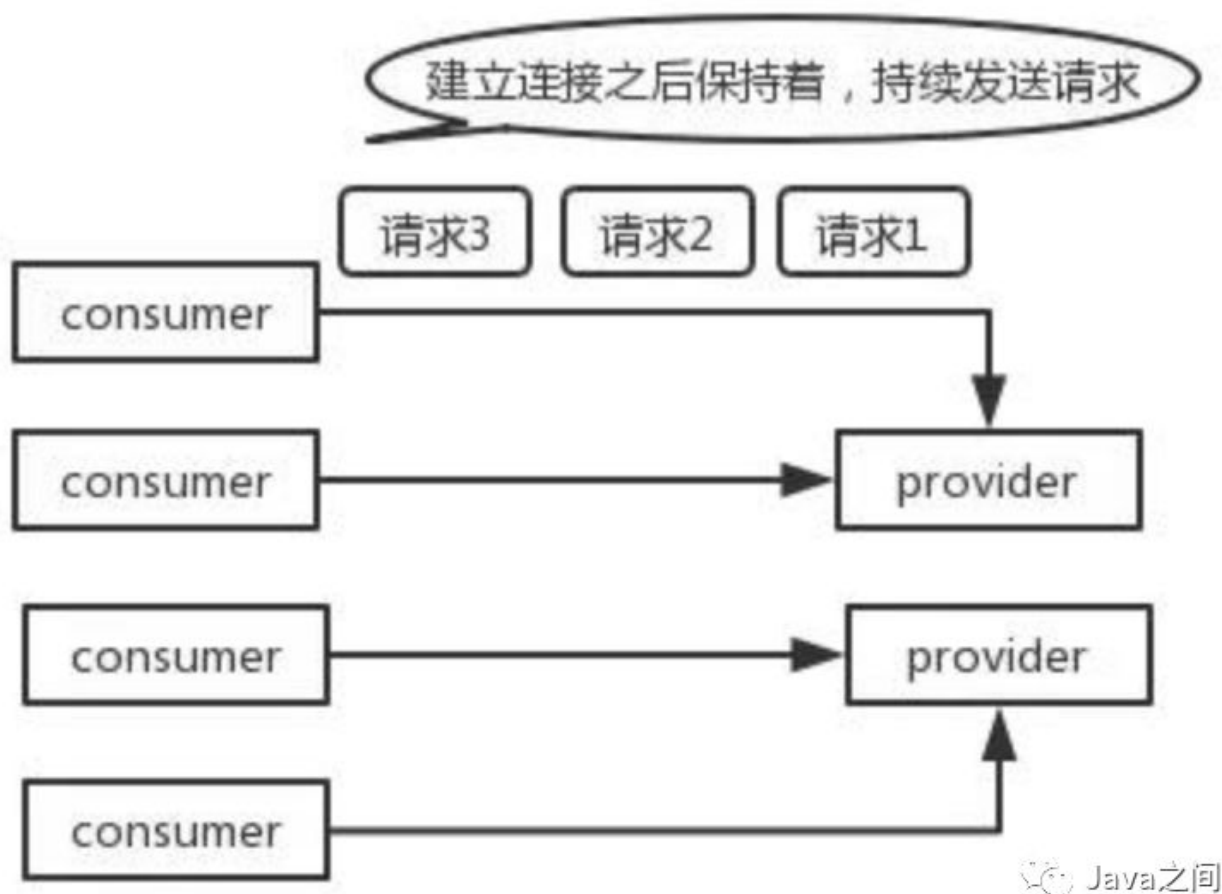 建立连接之后保持着，持续发送请求
请求3 请求2 请求1
consumer
consumer provider
consumer provider
consumer
Java之间